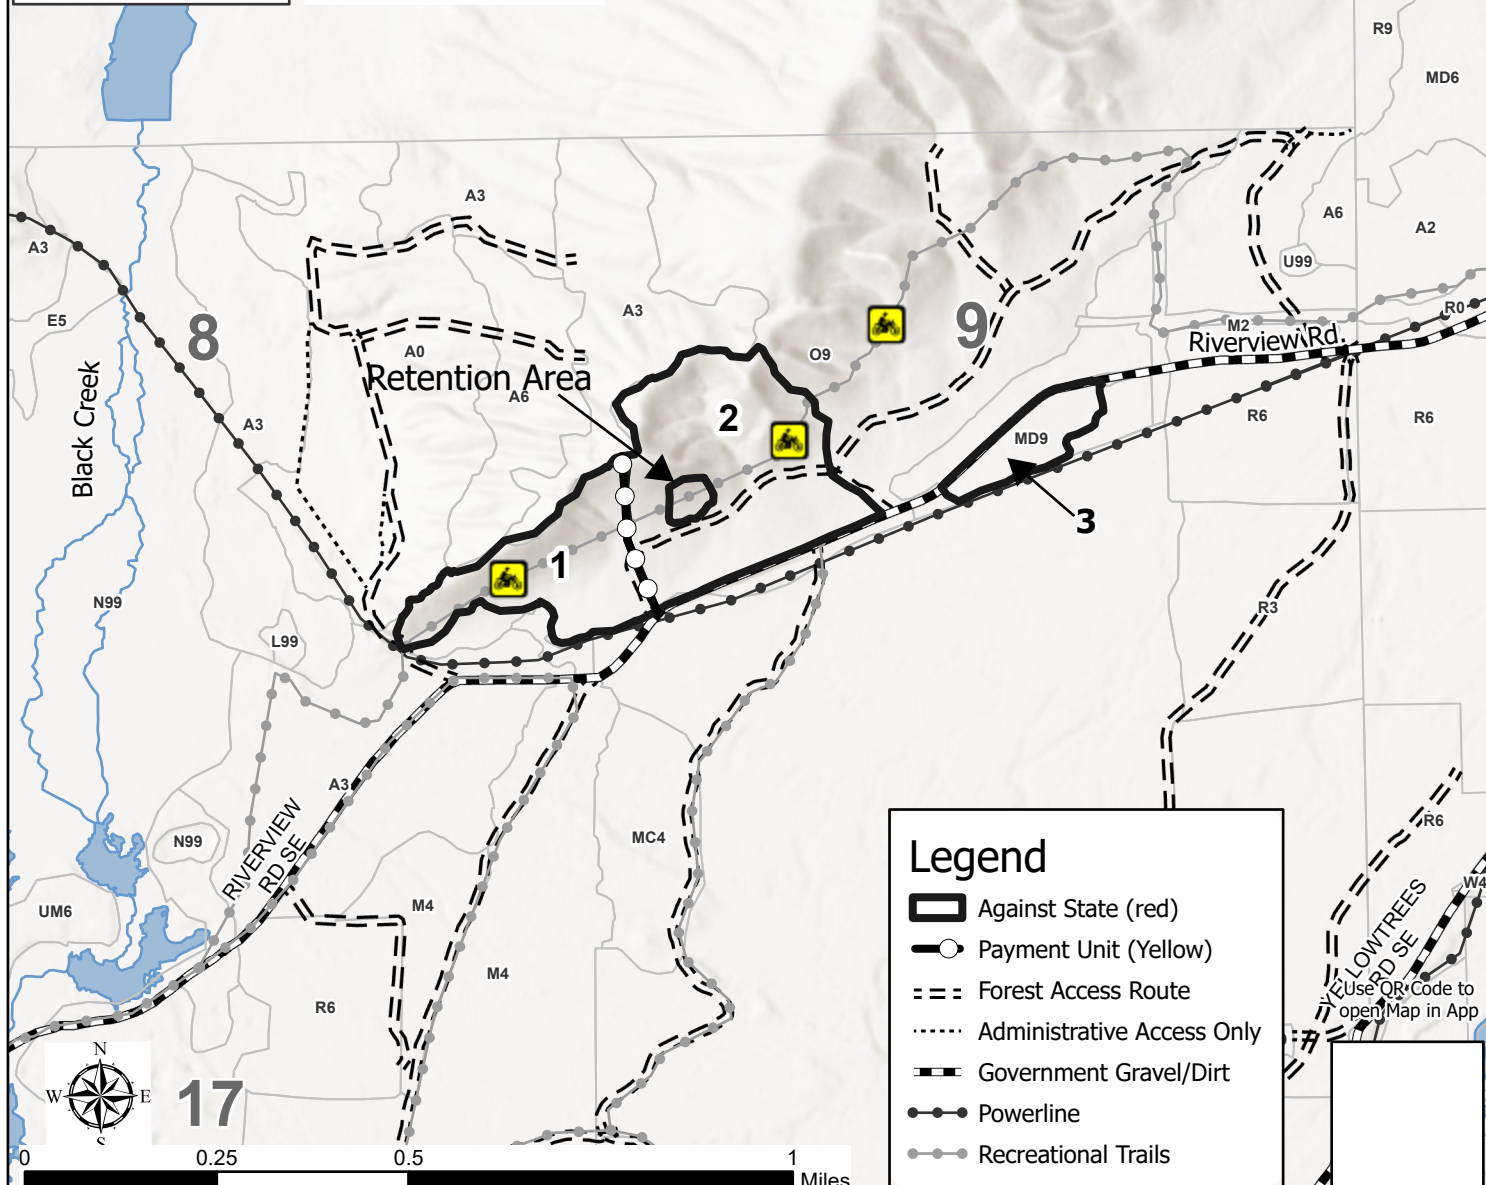 R9
MD6
A3
A3
A6
A2
U99
E5
8
A3
9
M2
R0
Riverview Rd.
A0
O9
Retention Area
A6
2
R6
R6
Black Creek
A3
MD9
3
1
N99
L99
R3
A3
RIVERVIEW
RD SE
N99
MC4
R6
UM6
M4
M4
R6
W4
YELLOWTREES
RD SE
Use QR Code to
open Map in App
Legend
Against State (red)
Payment Unit (Yellow)
Forest Access Route
Administrative Access Only
Government Gravel/Dirt
Powerline
Recreational Trails
N
W E
S
17
0 0.25 0.5 1
Miles